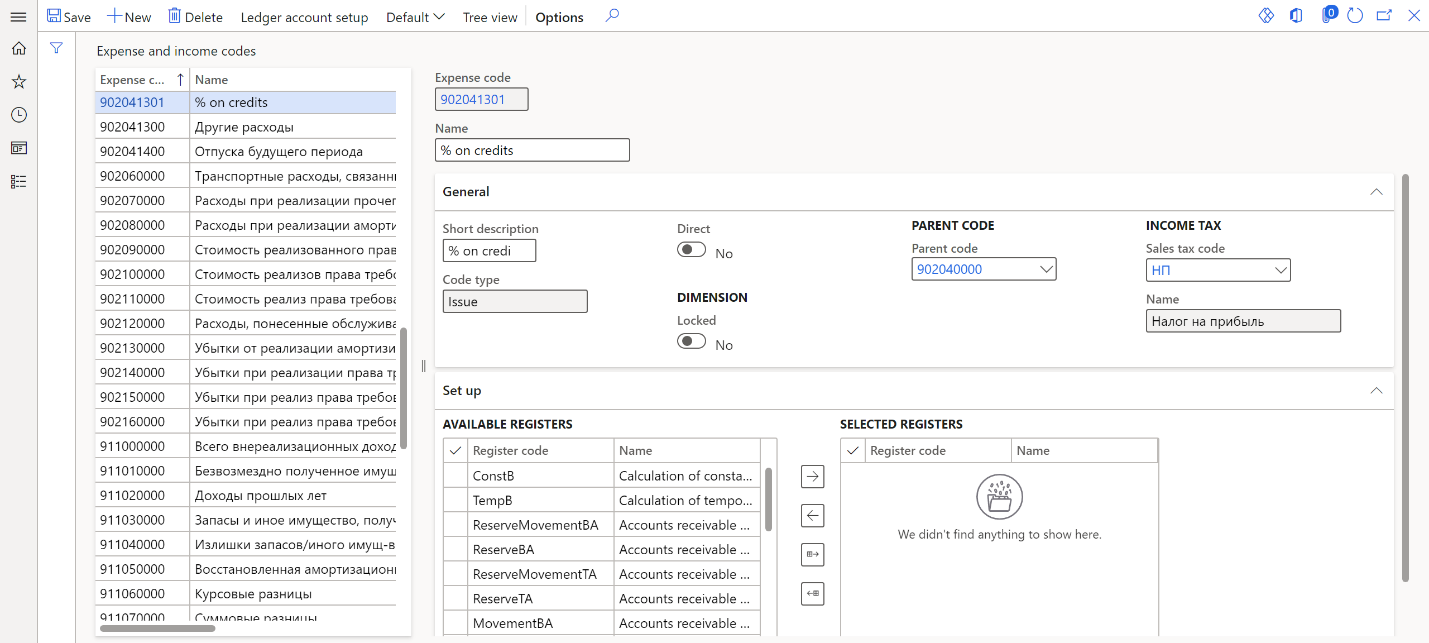 Save New Delete Ledger account setup Default Tree view Options 0
Expense and income codes
Expense c... Name
902041301 % on credits
902041300 Другие расходы
902041400 Отпуска будущего периода
902060000 Транспортные расходы, связанн
902070000 Расходы при реализации прочег
902080000 Расходы при реализации аморти
902090000 Стоимость реализованного прав
902100000 Стоимость реализов права требо
902110000 Стоимость реализ права требова
902120000 Расходы, понесенные обслужива
902130000 Убытки от реализации амортизи
902140000 Убытки при реализации права тр
902150000 Убытки при реализ права требов
902160000 Убытки при реализ права требов
911000000 Всего внереализационных доход
911010000 Безвозмездно полученное имущ
911020000 Доходы прошлых лет
911030000 Запасы и иное имущество, получ
911040000 Излишки запасов/иного имущ-в
911050000 Восстановленная амортизацион
911060000 Курсовые разницы
911070000 Суммовые разницы
Expense code
902041301
Name
% on credits
General
Short description
% on credi
Code type
Issue
Direct
No
DIMENSION
Locked
No
PARENT CODE
Parent code
902040000
INCOME TAX
Sales tax code
НП
Name
Налог на прибыль
Set up
AVAILABLE REGISTERS
Register code Name
ConstB Calculation of consta...
TempB Calculation of tempo...
ReserveMovementBA Accounts receivable ...
ReserveBA Accounts receivable ...
ReserveMovementTA Accounts receivable ...
ReserveTA Accounts receivable ...
MovementBA Accounts receivable ...
SELECTED REGISTERS
Register code Name
We didn't find anything to show here.